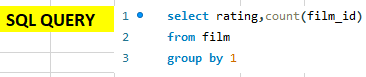 SQL QUERY
1 select rating,count(film_id)
2 from film
3 group by 1